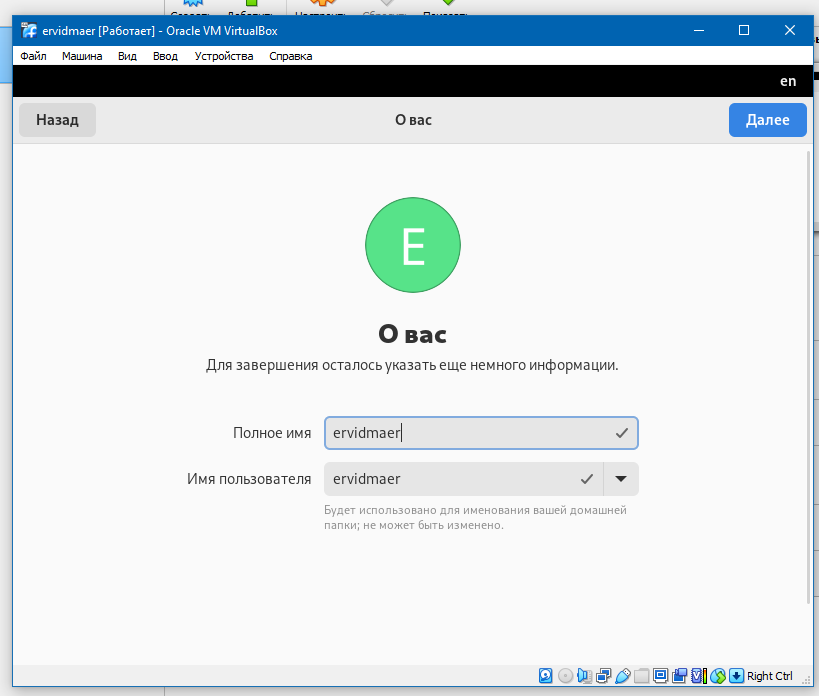 ervidmaer [Работает] - Oracle VM VirtualBox
Файл Машина Вид Ввод Устройства Справка
en
Назад О вас Далее
E
О вас
Для завершения осталось указать еще немного информации.
Полное имя ervidmaer
Имя пользователя ervidmaer
Будет использовано для именования вашей домашней
папки; не может быть изменено.
Right Ctrl